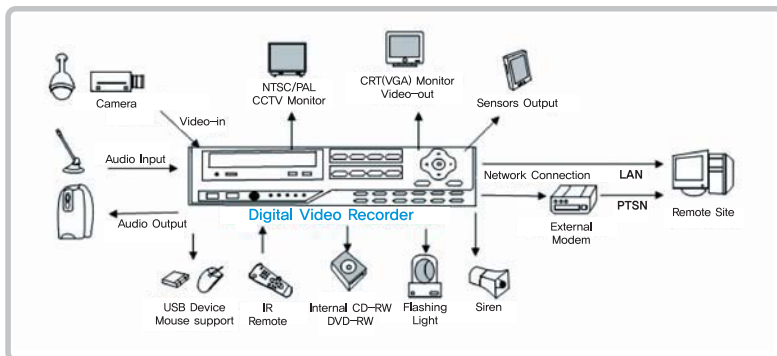 NTSC/PAL
CCTV Monitor
CRT(VGA) Monitor
Video-out
Sensors Output
Camera
Video-in
Audio Input
Network Connection
LAN
PTSN
Remote Site
External
Modem
Audio Output
Digital Video Recorder
USB Device
Mouse support
IR
Remote
Internal CD-RW
DVD-RW
Flashing
Light
Siren